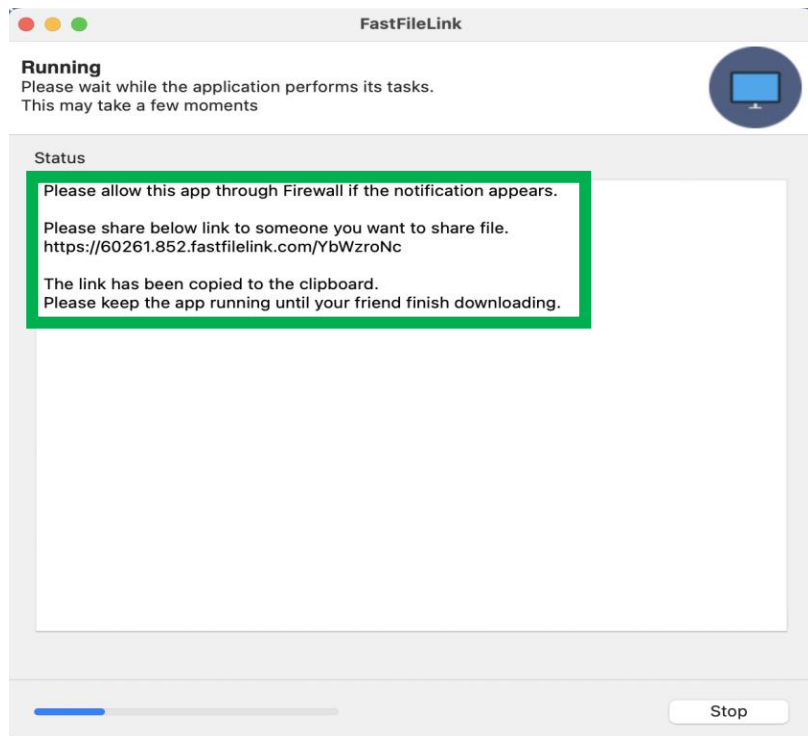 FastFileLink
Running
Please wait while the application performs its tasks.
This may take a few moments
Status
Please allow this app through Firewall if the notification appears.
Please share below link to someone you want to share file.
https://60261.852.fastfilelink.com/YbWzroNc
The link has been copied to the clipboard.
Please keep the app running until your friend finish downloading.
Stop